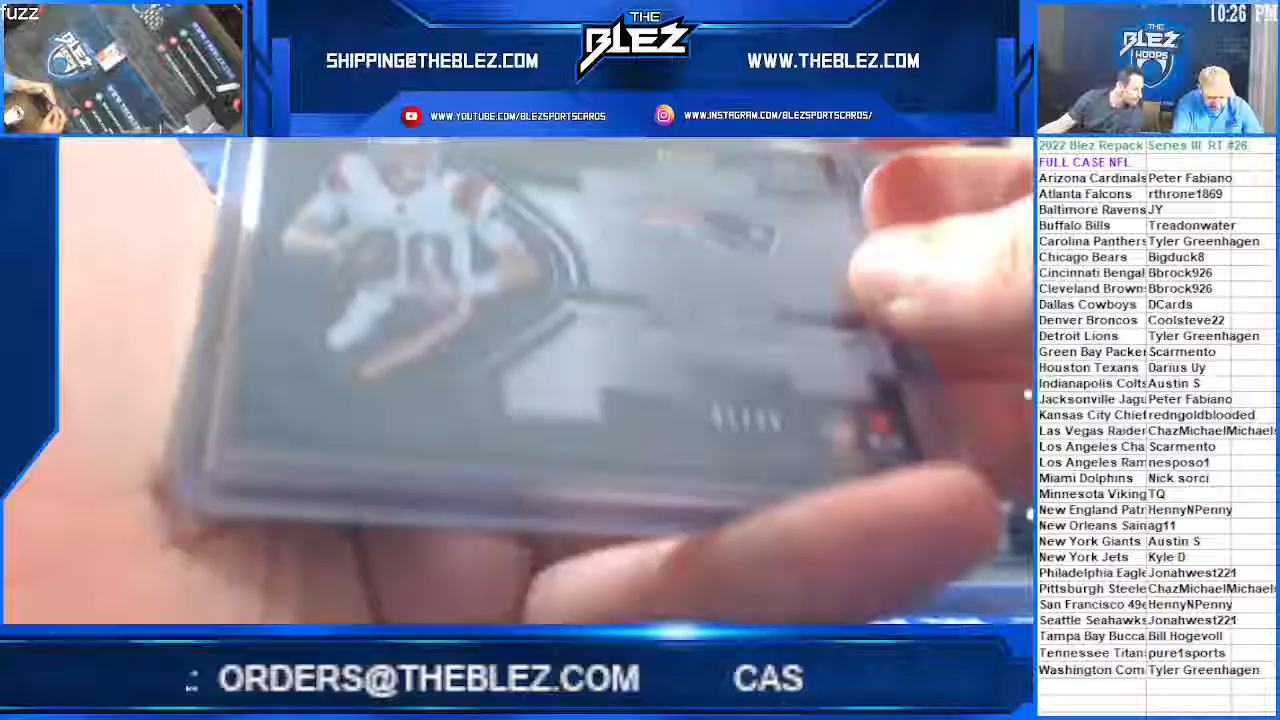 fuzz
THE
BLEZ
SHIPPING@THEBLEZ.COM
WWW.THEBLEZ.COM
WWW.YOUTUBE.COM/BLEZSPORTSCARDS
WWW.INSTAGRAM.COM/BLEZSPORTSCARDS/
10:26 PM
THE
BLEZ
HOOPS
2022 Blez Repack Series III RT #26
FULL CASE NFL
Arizona Cardinals Peter Fabiano
Atlanta Falcons rthrone1869
Baltimore Ravens JY
Buffalo Bills Treadonwater
Carolina Panthers Tyler Greenhagen
Chicago Bears Bigduck8
Cincinnati Bengal Bbrock926
Cleveland Brown Bbrock926
Dallas Cowboys DCards
Denver Broncos Coolsteve22
Detroit Lions Tyler Greenhagen
Green Bay Packer Scarmento
Houston Texans Darius Uy
Indianapolis Colts Austin S
Jacksonville Jagu Peter Fabiano
Kansas City Chief redngoldblooded
Las Vegas Raider ChazMichaelMichaels
Los Angeles Cha Scarmento
Los Angeles Ram nesposo1
Miami Dolphins Nick sorci
Minnesota Viking TQ
New England Patr HennyNPenny
New Orleans Sain ag11
New York Giants Austin S
New York Jets Kyle D
Philadelphia Eagle Jonahwest221
Pittsburgh Steele ChazMichaelMichaels
San Francisco 49e HennyNPenny
Seattle Seahawks Jonahwest221
Tampa Bay Bucca Bill Hogevoll
Tennessee Titan pure1sports
Washington Com Tyler Greenhagen
ORDERS@THEBLEZ.COM CAS